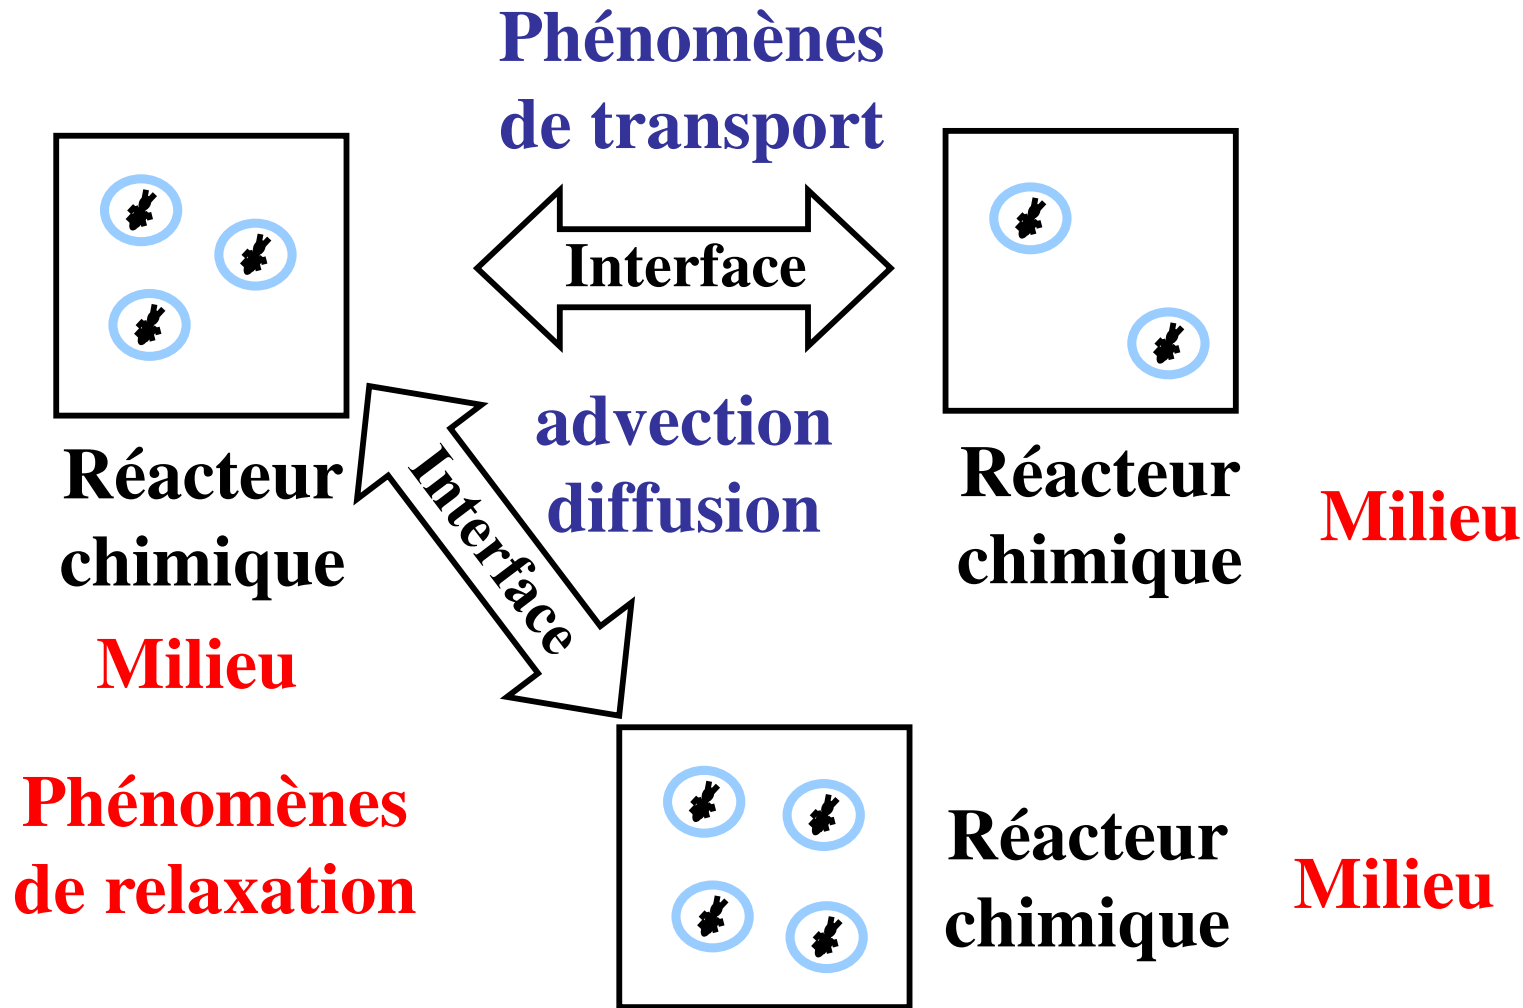 Phénomènes
de transport
Interface
advection
diffusion
Réacteur
chimique
Milieu
Interface
Réacteur
chimique
Milieu
Phénomènes
de relaxation
Réacteur
chimique
Milieu